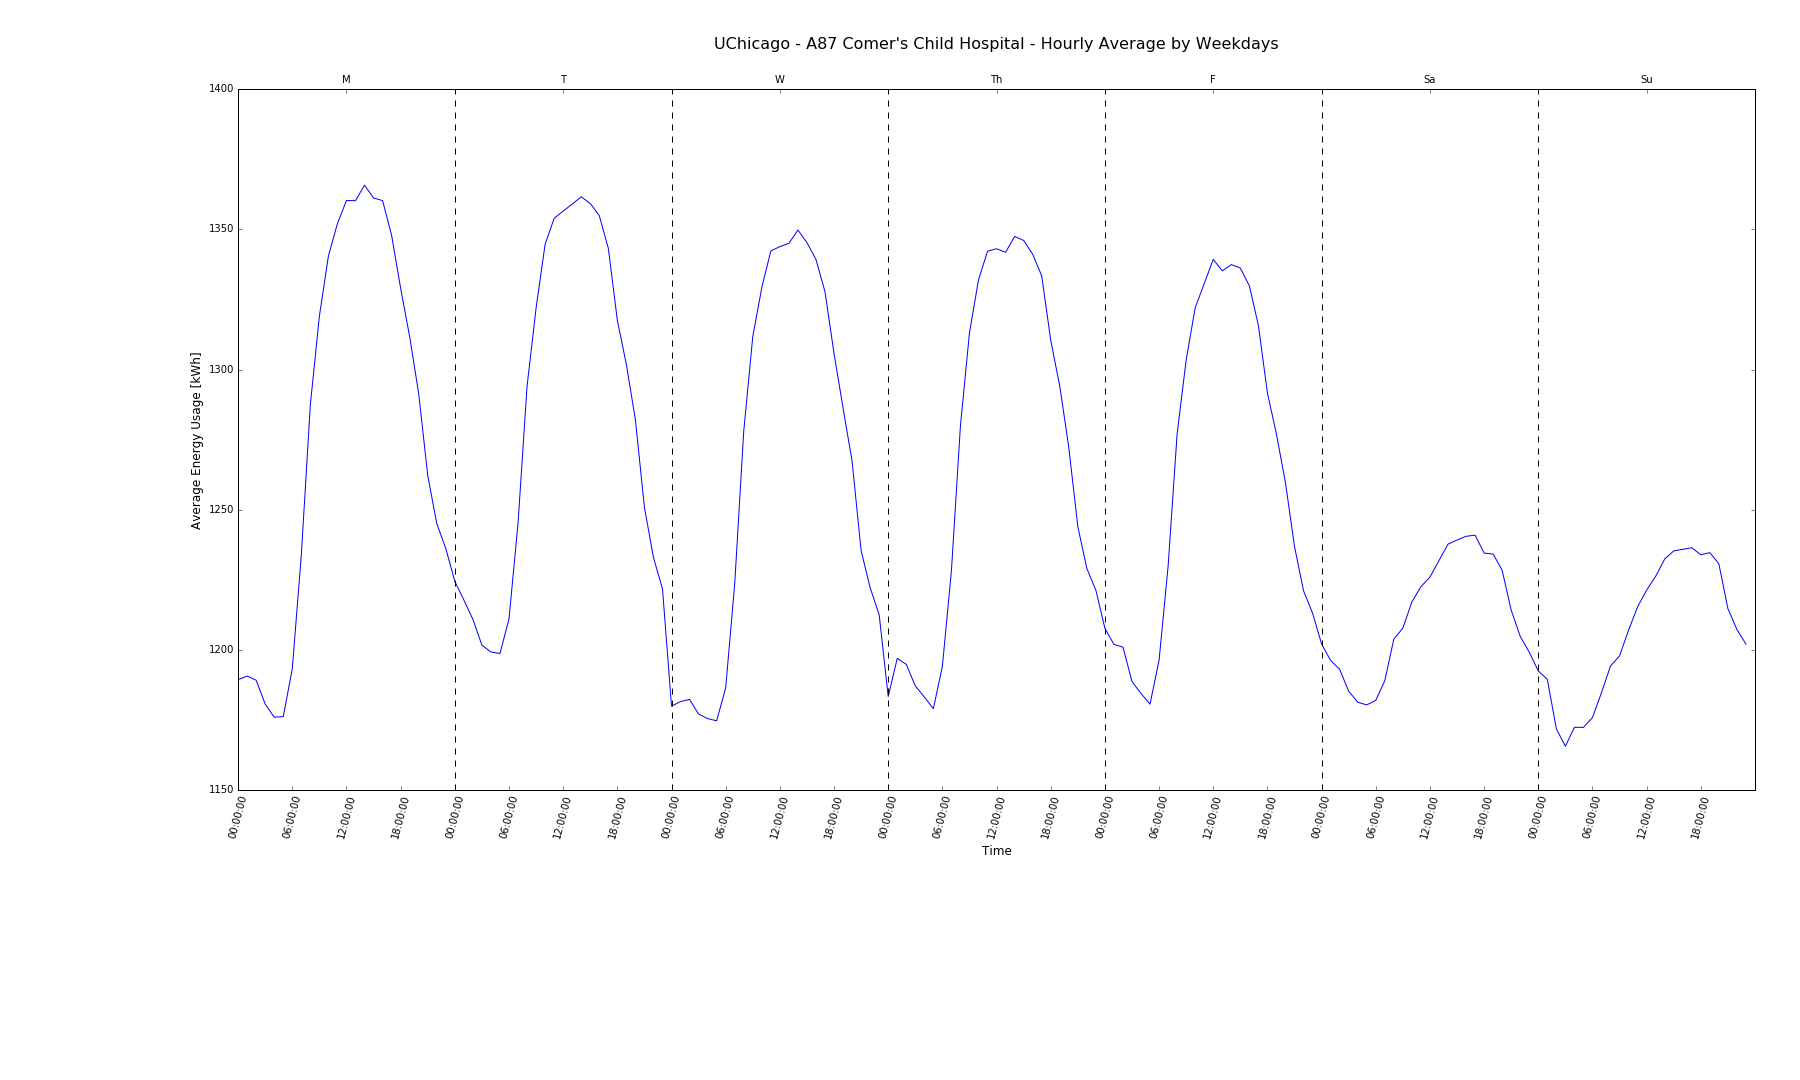 UChicago - A87 Comer's Child Hospital - Hourly Average by Weekdays
M T W Th F Sa Su
1400
1350
1300
1250
1200
1150
Average Energy Usage [kWh]
00:00:00 06:00:00 12:00:00 18:00:00 00:00:00 06:00:00 12:00:00 18:00:00 00:00:00 06:00:00 12:00:00 18:00:00 00:00:00 06:00:00 12:00:00 18:00:00 00:00:00 06:00:00 12:00:00 18:00:00 00:00:00 06:00:00 12:00:00 18:00:00 00:00:00 06:00:00 12:00:00 18:00:00
Time